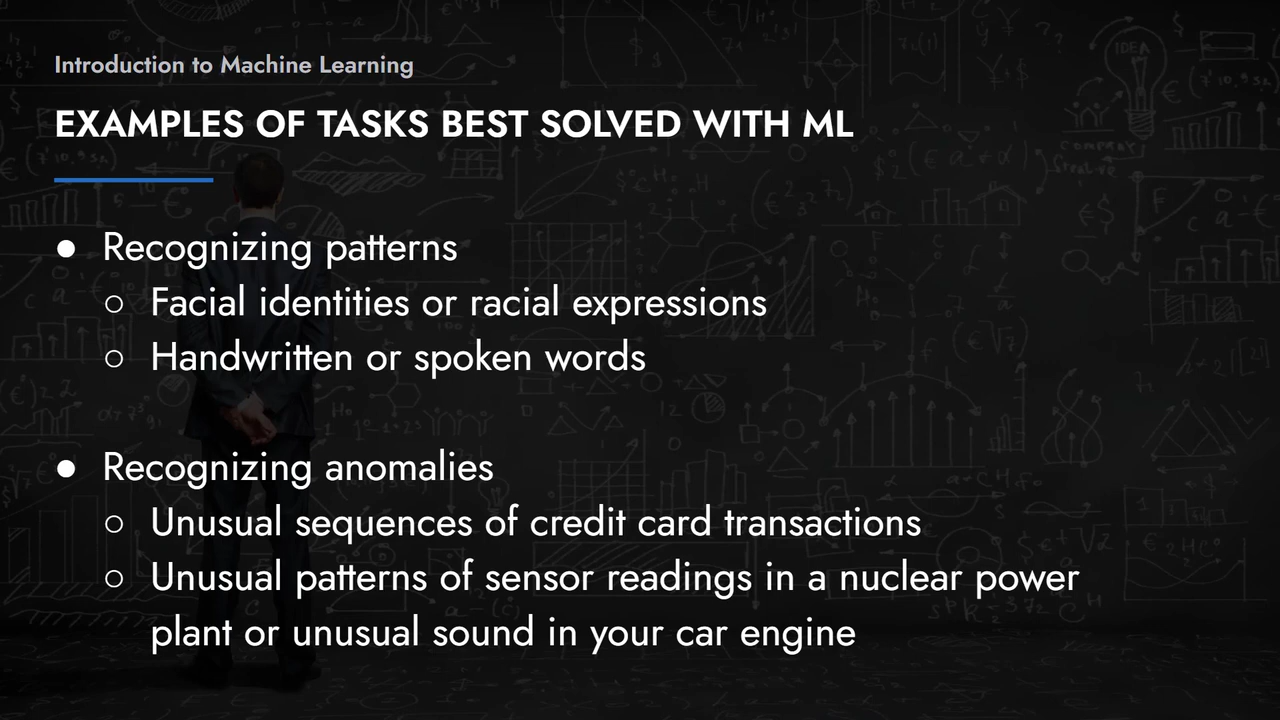 Introduction to Machine Learning
EXAMPLES OF TASKS BEST SOLVED WITH ML
● Recognizing patterns
○ Facial identities or racial expressions
○ Handwritten or spoken words
● Recognizing anomalies
○ Unusual sequences of credit card transactions
○ Unusual patterns of sensor readings in a nuclear power
plant or unusual sound in your car engine
IDEA